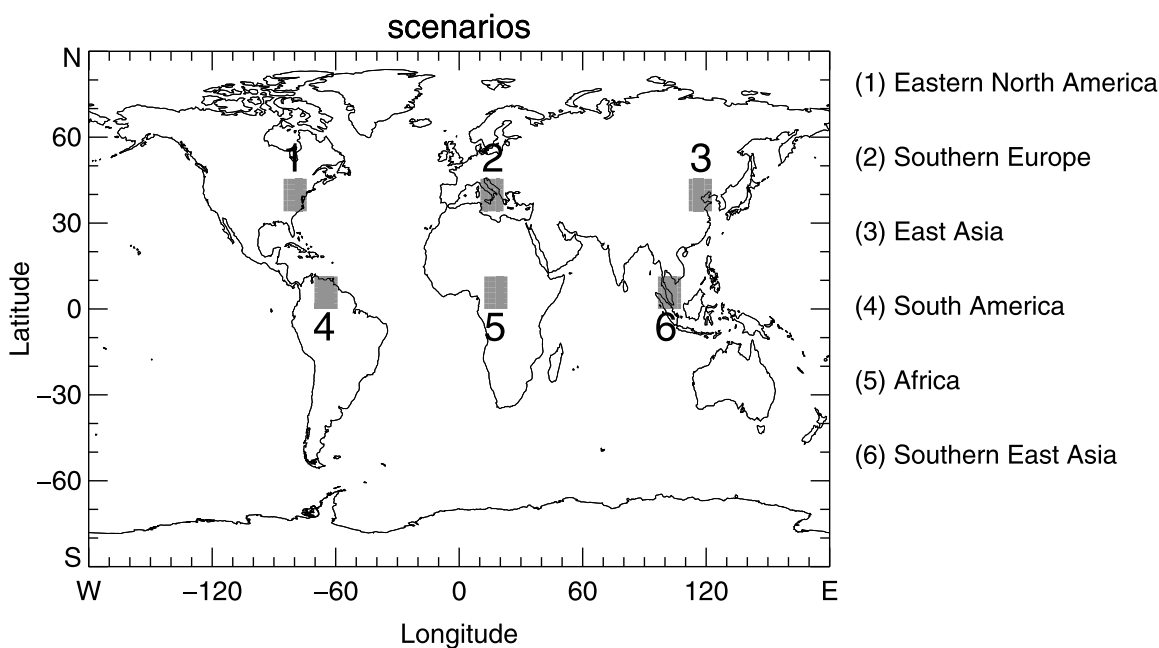 scenarios
N
60
30
0
−30
−60
S
Latitude
W
−120
−60
0
60
120
E
Longitude
1
2
3
4
5
6
(1) Eastern North America
(2) Southern Europe
(3) East Asia
(4) South America
(5) Africa
(6) Southern East Asia